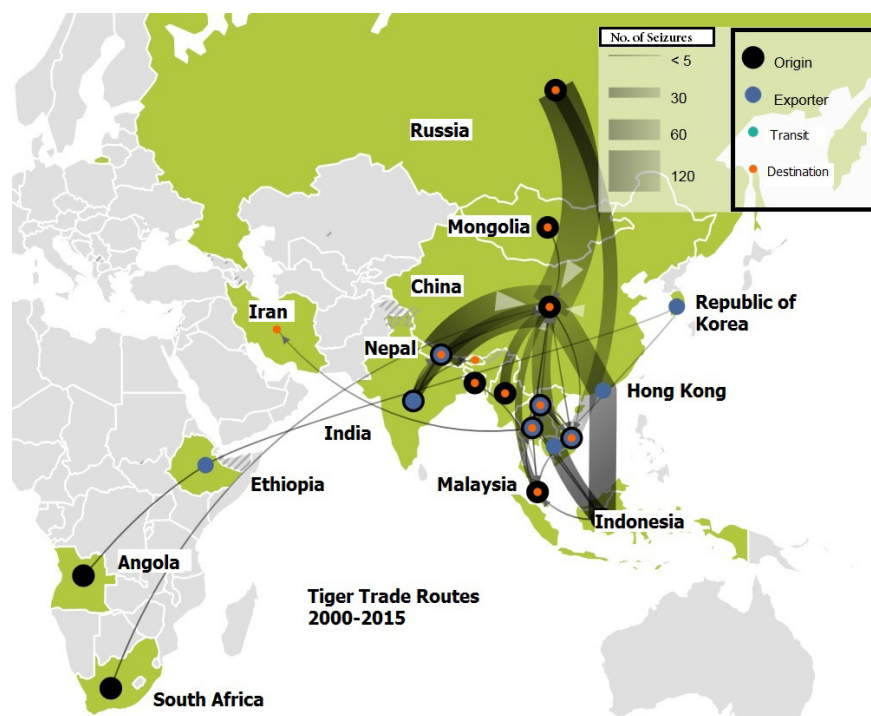 No. of Seizures
< 5
30
60
120
Origin
Exporter
Transit
Destination
Russia
Mongolia
China
Iran
Republic of
Korea
Nepal
Hong Kong
India
Ethiopia
Malaysia
Indonesia
Angola
Tiger Trade Routes
2000-2015
South Africa